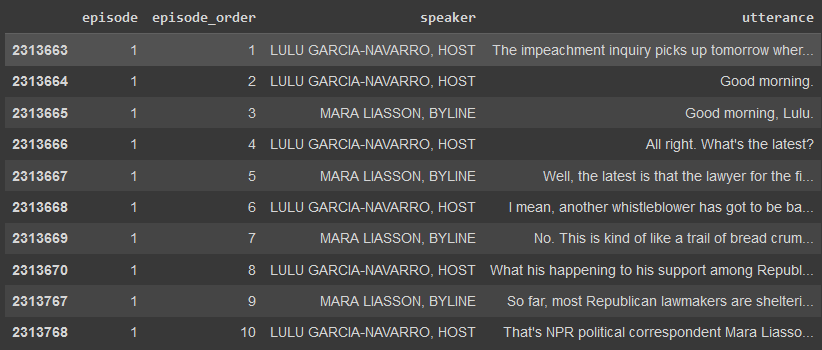 episode episode_order speaker utterance
2313663 1 1 LULU GARCIA-NAVARRO, HOST The impeachment inquiry picks up tomorrow wher...
2313664 1 2 LULU GARCIA-NAVARRO, HOST Good morning.
2313665 1 3 MARA LIASSON, BYLINE Good morning, Lulu.
2313666 1 4 LULU GARCIA-NAVARRO, HOST All right. What's the latest?
2313667 1 5 MARA LIASSON, BYLINE Well, the latest is that the lawyer for the fi...
2313668 1 6 LULU GARCIA-NAVARRO, HOST I mean, another whistleblower has got to be ba...
2313669 1 7 MARA LIASSON, BYLINE No. This is kind of like a trail of bread crum...
2313670 1 8 LULU GARCIA-NAVARRO, HOST What his happening to his support among Republ...
2313767 1 9 MARA LIASSON, BYLINE So far, most Republican lawmakers are shelteri...
2313768 1 10 LULU GARCIA-NAVARRO, HOST That's NPR political correspondent Mara Liasso...